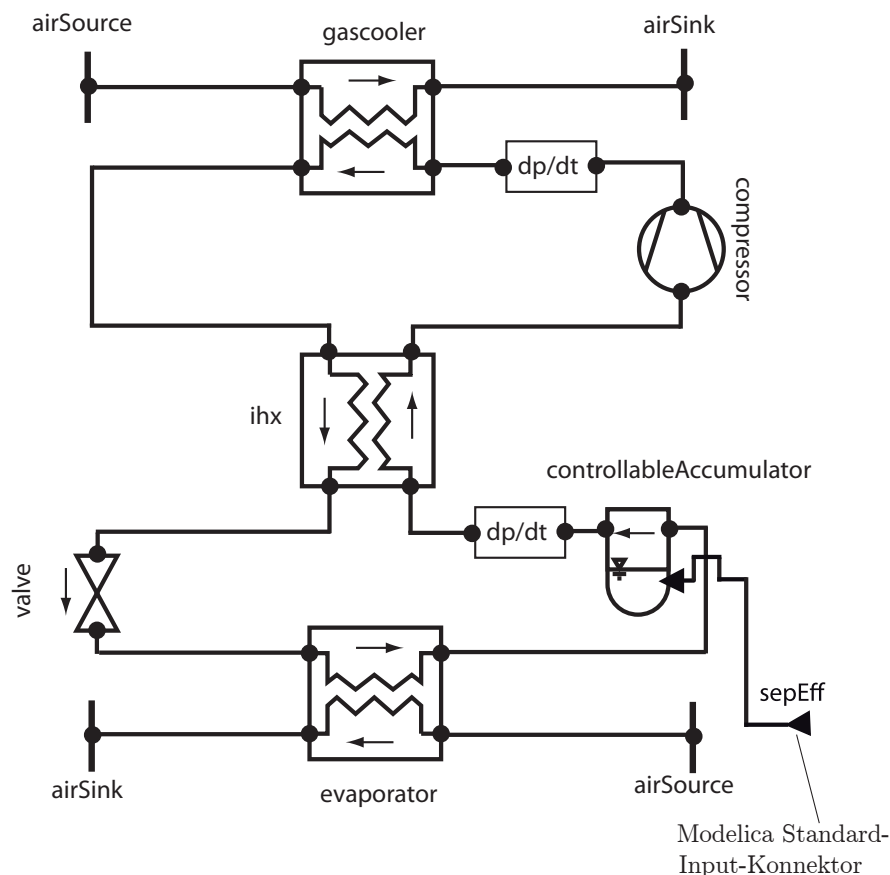 airSource
gascooler
airSink
dp/dt
compressor
ihx
controllableAccumulator
dp/dt
valve
sepEff
airSink
evaporator
airSource
Modelica Standard-
Input-Konnektor